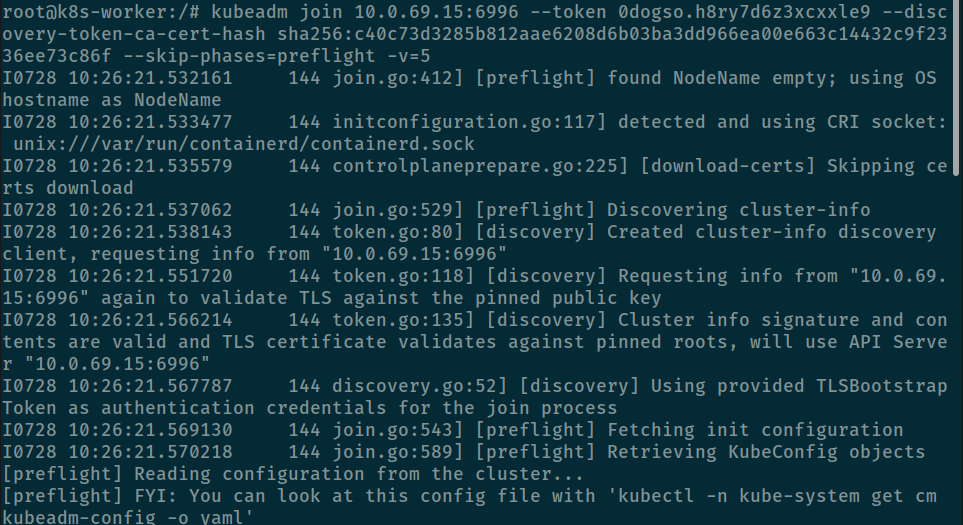 root@k8s-worker:/# kubeadm join 10.0.69.15:6996 --token 0dogso.h8ry7d6z3xcxxle9 --disc
overy-token-ca-cert-hash sha256:c40c73d3285b812aae6208d6b03ba3dd966ea00e663c14432c9f23
36ee73c86f --skip-phases=preflight -v=5
I0728 10:26:21.532161     144 join.go:412] [preflight] found NodeName empty; using OS
hostname as NodeName
I0728 10:26:21.533477     144 initconfiguration.go:117] detected and using CRI socket:
 unix:///var/run/containerd/containerd.sock
I0728 10:26:21.535579     144 controlplaneprepare.go:225] [download-certs] Skipping ce
rts download
I0728 10:26:21.537062     144 join.go:529] [preflight] Discovering cluster-info
I0728 10:26:21.538143     144 token.go:80] [discovery] Created cluster-info discovery
client, requesting info from "10.0.69.15:6996"
I0728 10:26:21.551720     144 token.go:118] [discovery] Requesting info from "10.0.69.
15:6996" again to validate TLS against the pinned public key
I0728 10:26:21.566214     144 token.go:135] [discovery] Cluster info signature and con
tents are valid and TLS certificate validates against pinned roots, will use API Serve
r "10.0.69.15:6996"
I0728 10:26:21.567787     144 discovery.go:52] [discovery] Using provided TLSBootstrap
Token as authentication credentials for the join process
I0728 10:26:21.569130     144 join.go:543] [preflight] Fetching init configuration
I0728 10:26:21.570218     144 join.go:589] [preflight] Retrieving KubeConfig objects
[preflight] Reading configuration from the cluster...
[preflight] FYI: You can look at this config file with 'kubectl -n kube-system get cm
kubeadm-config -o yaml'